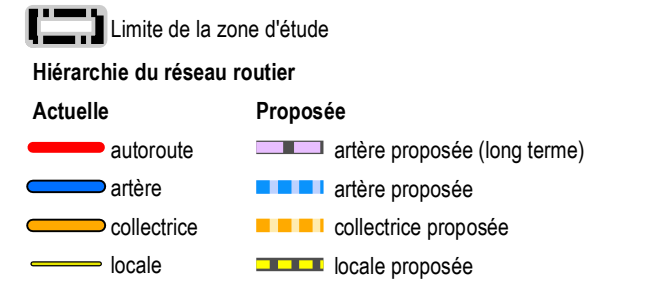 Limite de la zone d'étude
Hiérarchie du réseau routier
Actuelle Proposée
autoroute artère proposée (long terme)
artère artère proposée
collectrice collectrice proposée
locale locale proposée